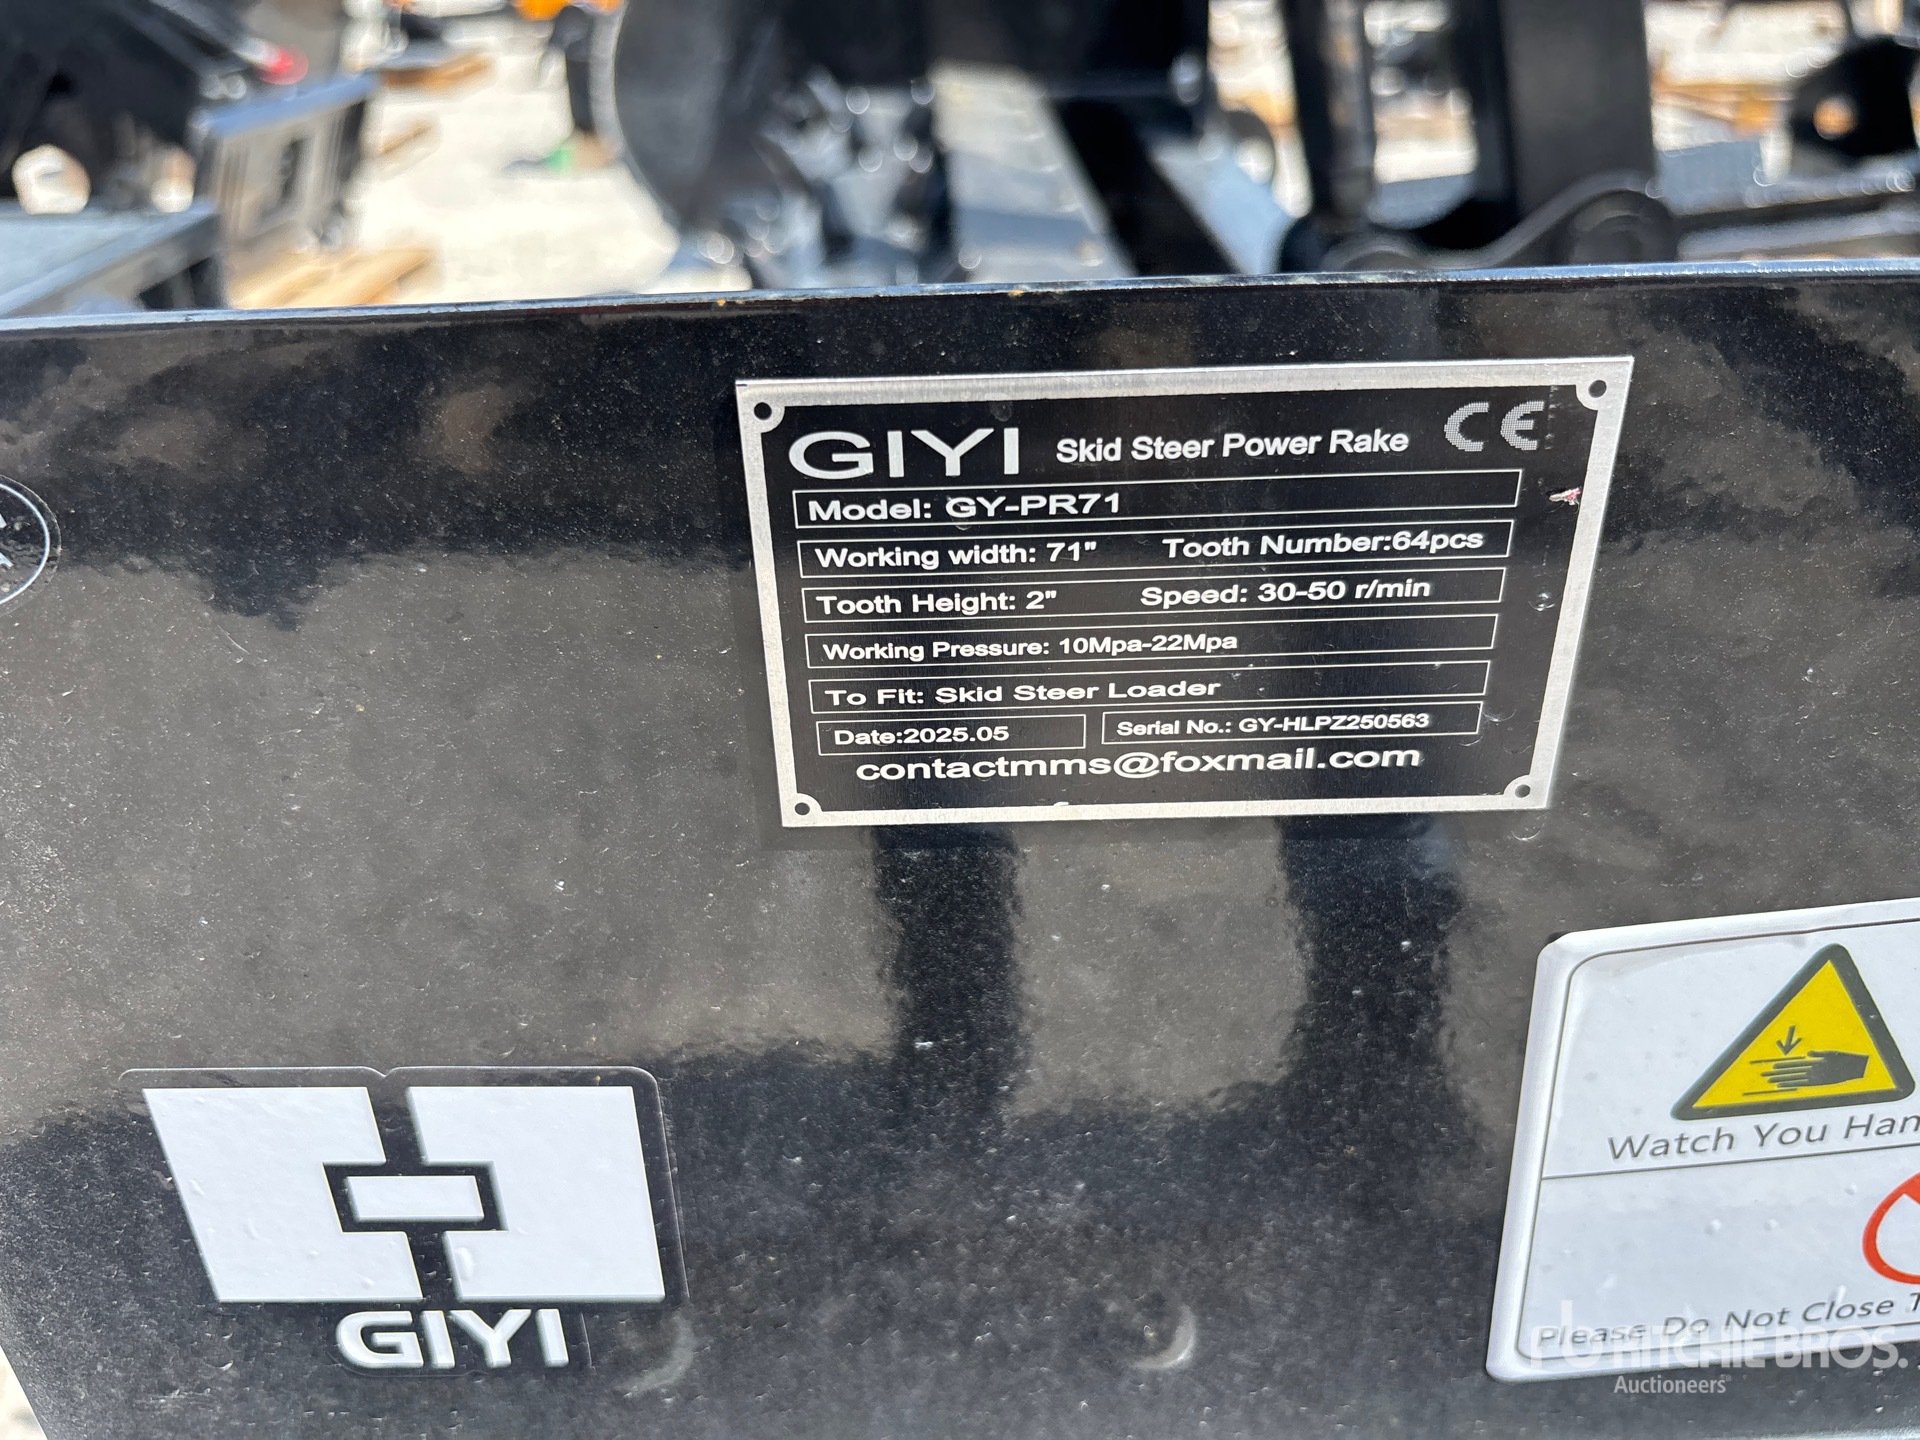 GIYI Skid Steer Power Rake CE
Model: GY-PR71
Working width: 71" Tooth Number:64pcs
Tooth Height: 2" Speed: 30-50 r/min
Working Pressure: 10Mpa-22Mpa
To Fit: Skid Steer Loader
Date:2025.05 Serial No.: GY-HLPZ250563
contactmms@foxmail.com
GIYI
Watch You Han
Please Do Not Close T
RITCHIE BROS.
Auctioneers